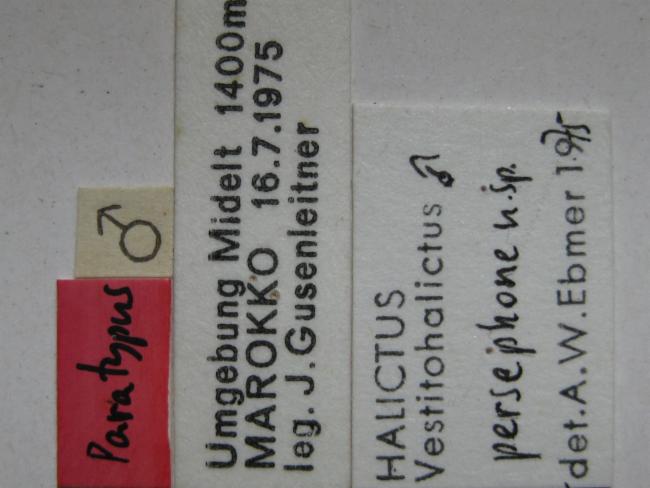 Paratypus
♂
Umgebung Midelt 1400m
MAROKKO 16.7.1975
leg. J.Gusenleitner
HALICTUS
Vestitohalictus ♂
persephone n.sp.
det.A.W.Ebmer 1975